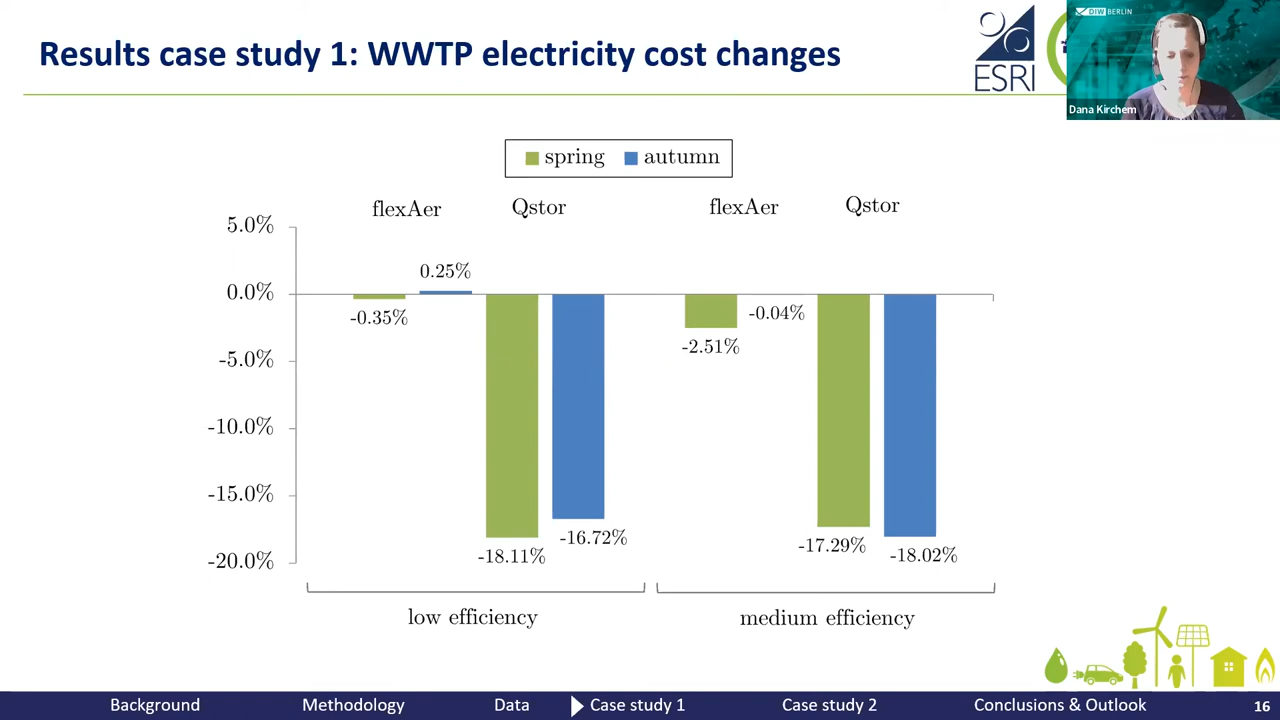 Results case study 1: WWTP electricity cost changes
ESRI
DIW BERLIN
Dana Kirchem
spring autumn
flexAer Qstor flexAer Qstor
5.0%
0.25%
0.0%
-0.35%
-0.04%
-2.51%
-5.0%
-10.0%
-15.0%
-16.72%
-17.29%
-18.11%
-18.02%
-20.0%
low efficiency medium efficiency
Background Methodology Data Case study 1 Case study 2 Conclusions & Outlook 16